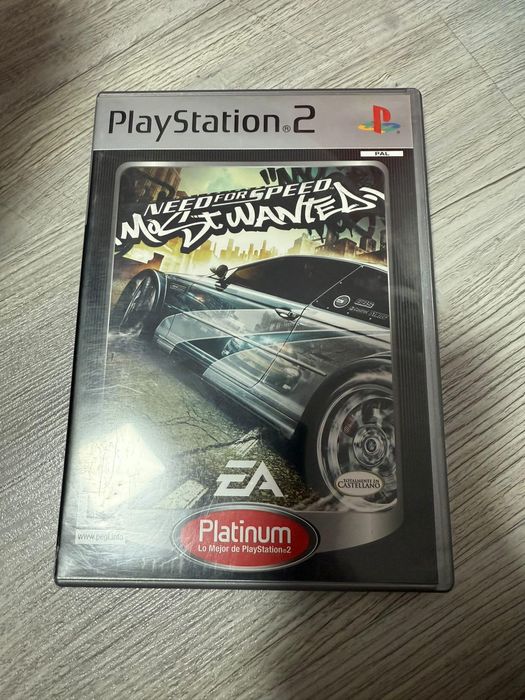 PlayStation®2
PAL
NEED FOR SPEED
MOST WANTED
EA
TOTALMENTE EN
CASTELLANO
Platinum
Lo Mejor de PlayStation®2
www.pegi.info